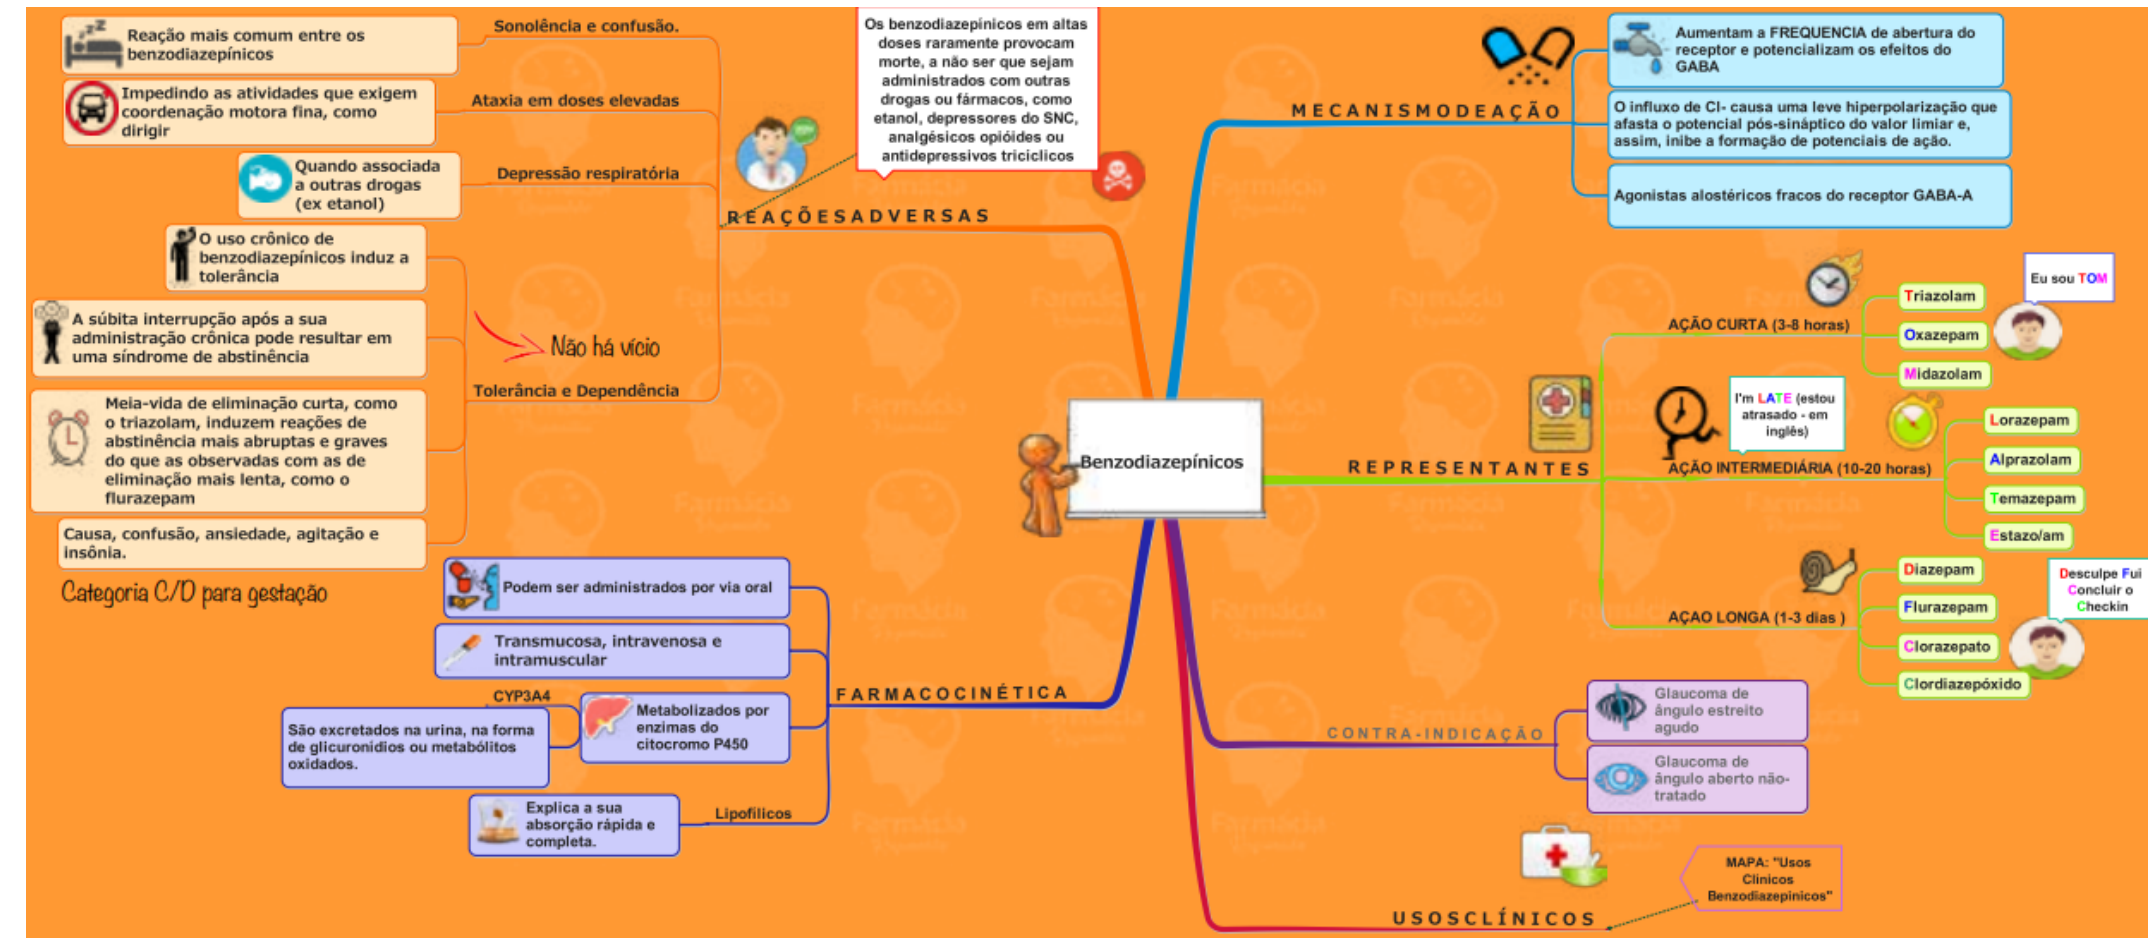 Reação mais comum entre os
benzodiazepínicos
Sonolência e confusão.
Impedindo as atividades que exigem
coordenação motora fina, como
dirigir
Ataxia em doses elevadas
Quando associada
a outras drogas
(ex etanol)
Depressão respiratória
Os benzodiazepinicos em altas
doses raramente provocam
morte, a não ser que sejam
administrados com outras
drogas ou fármacos, como
etanol, depressores do SNC,
analgésicos opióides ou
antidepressivos triciclicos
REAÇÕESADVERSAS
O uso crônico de
benzodiazepínicos induz a
tolerância
A súbita interrupção após a sua
administração crônica pode resultar em
uma síndrome de abstinência
Não há vício
Tolerância e Dependência
Meia-vida de eliminação curta, como
o triazolam, induzem reações de
abstinência mais abruptas e graves
do que as observadas com as de
eliminação mais lenta, como o
flurazepam
Causa, confusão, ansiedade, agitação e
insônia.
Categoria C/D para gestação
Benzodiazepínicos
MECANISMODEAÇÃO
Aumentam a FREQUENCIA de abertura do
receptor e potencializam os efeitos do
GABA
O influxo de Cl- causa uma leve hiperpolarização que
afasta o potencial pós-sináptico do valor limiar e,
assim, inibe a formação de potenciais de ação.
Agonistas alostéricos fracos do receptor GABA-A
REPRESENTANTES
AÇÃO CURTA (3-8 horas)
Triazolam
Oxazepam
Midazolam
Eu sou TOM
I'm LATE (estou
atrasado - em
inglês)
AÇÃO INTERMEDIÁRIA (10-20 horas)
Lorazepam
Alprazolam
Temazepam
Estazo/am
AÇAO LONGA (1-3 dias )
Diazepam
Flurazepam
Clorazepato
Clordiazepóxido
Desculpe Fui
Concluir o
Checkin
FARMACOCINÉTICA
Podem ser administrados por via oral
Transmucosa, intravenosa e
intramuscular
Metabolizados por
enzimas do
citocromo P450
CYP3A4
São excretados na urina, na forma
de glicuronidios ou metabólitos
oxidados.
Lipofilicos
Explica a sua
absorção rápida e
completa.
CONTRA-INDICAÇÃO
Glaucoma de
ângulo estreito
agudo
Glaucoma de
ângulo aberto não-
tratado
USOSCLÍNICOS
MAPA: "Usos
Clinicos
Benzodiazepinicos"